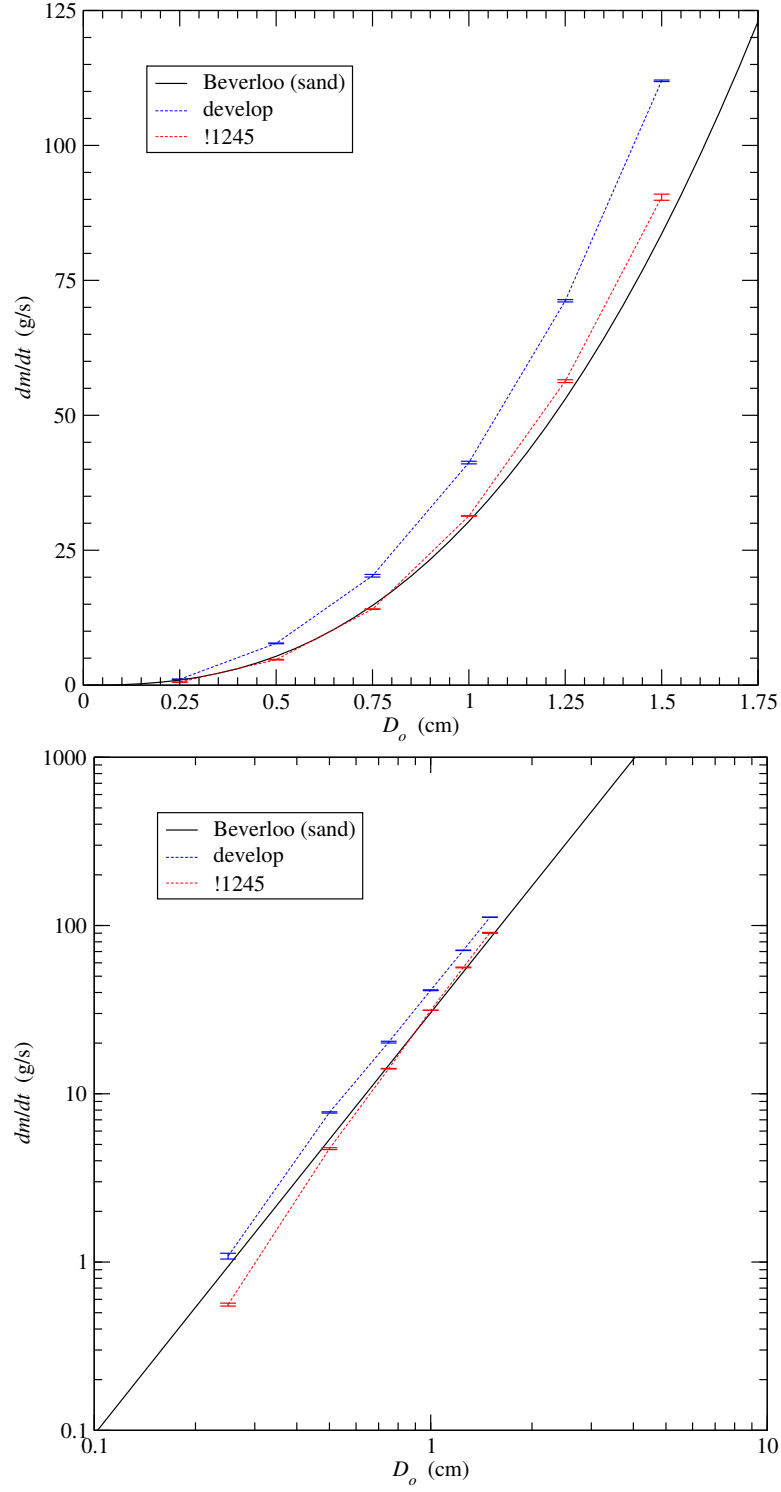 125
100
75
50
25
0
dm/dt (g/s)
Beverloo (sand)
develop
!1245
0 0.25 0.5 0.75 1 1.25 1.5 1.75
D_o (cm)
1000
100
10
1
0.1
dm/dt (g/s)
Beverloo (sand)
develop
!1245
0.1 1 10
D_o (cm)